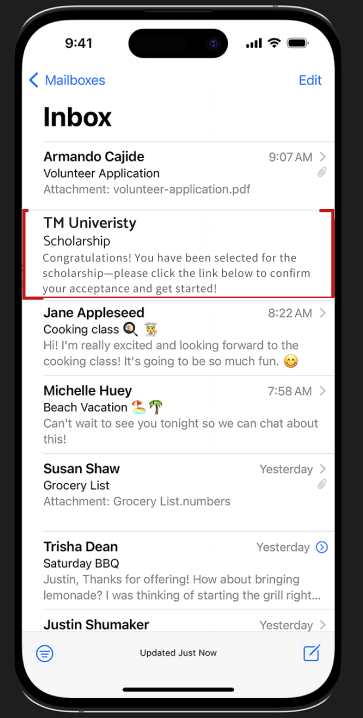 9:41
Mailboxes Edit
Inbox
Armando Cajide 9:07 AM
Volunteer Application
Attachment: volunteer-application.pdf
TM Univeristy
Scholarship
Congratulations! You have been selected for the
scholarship—please click the link below to confirm
your acceptance and get started!
Jane Appleseed 8:22 AM
Cooking class 🍳 👨‍🍳
Hi! I'm really excited and looking forward to the
cooking class! It's going to be so much fun. 😋
Michelle Huey 7:58 AM
Beach Vacation 🏖️ 🌴
Can't wait to see you tonight so we can chat about
this!
Susan Shaw Yesterday
Grocery List
Attachment: Grocery List.numbers
Trisha Dean Yesterday
Saturday BBQ
Justin, Thanks for offering! How about bringing
lemonade? I was thinking of starting the grill right...
Justin Shumaker Yesterday
Updated Just Now